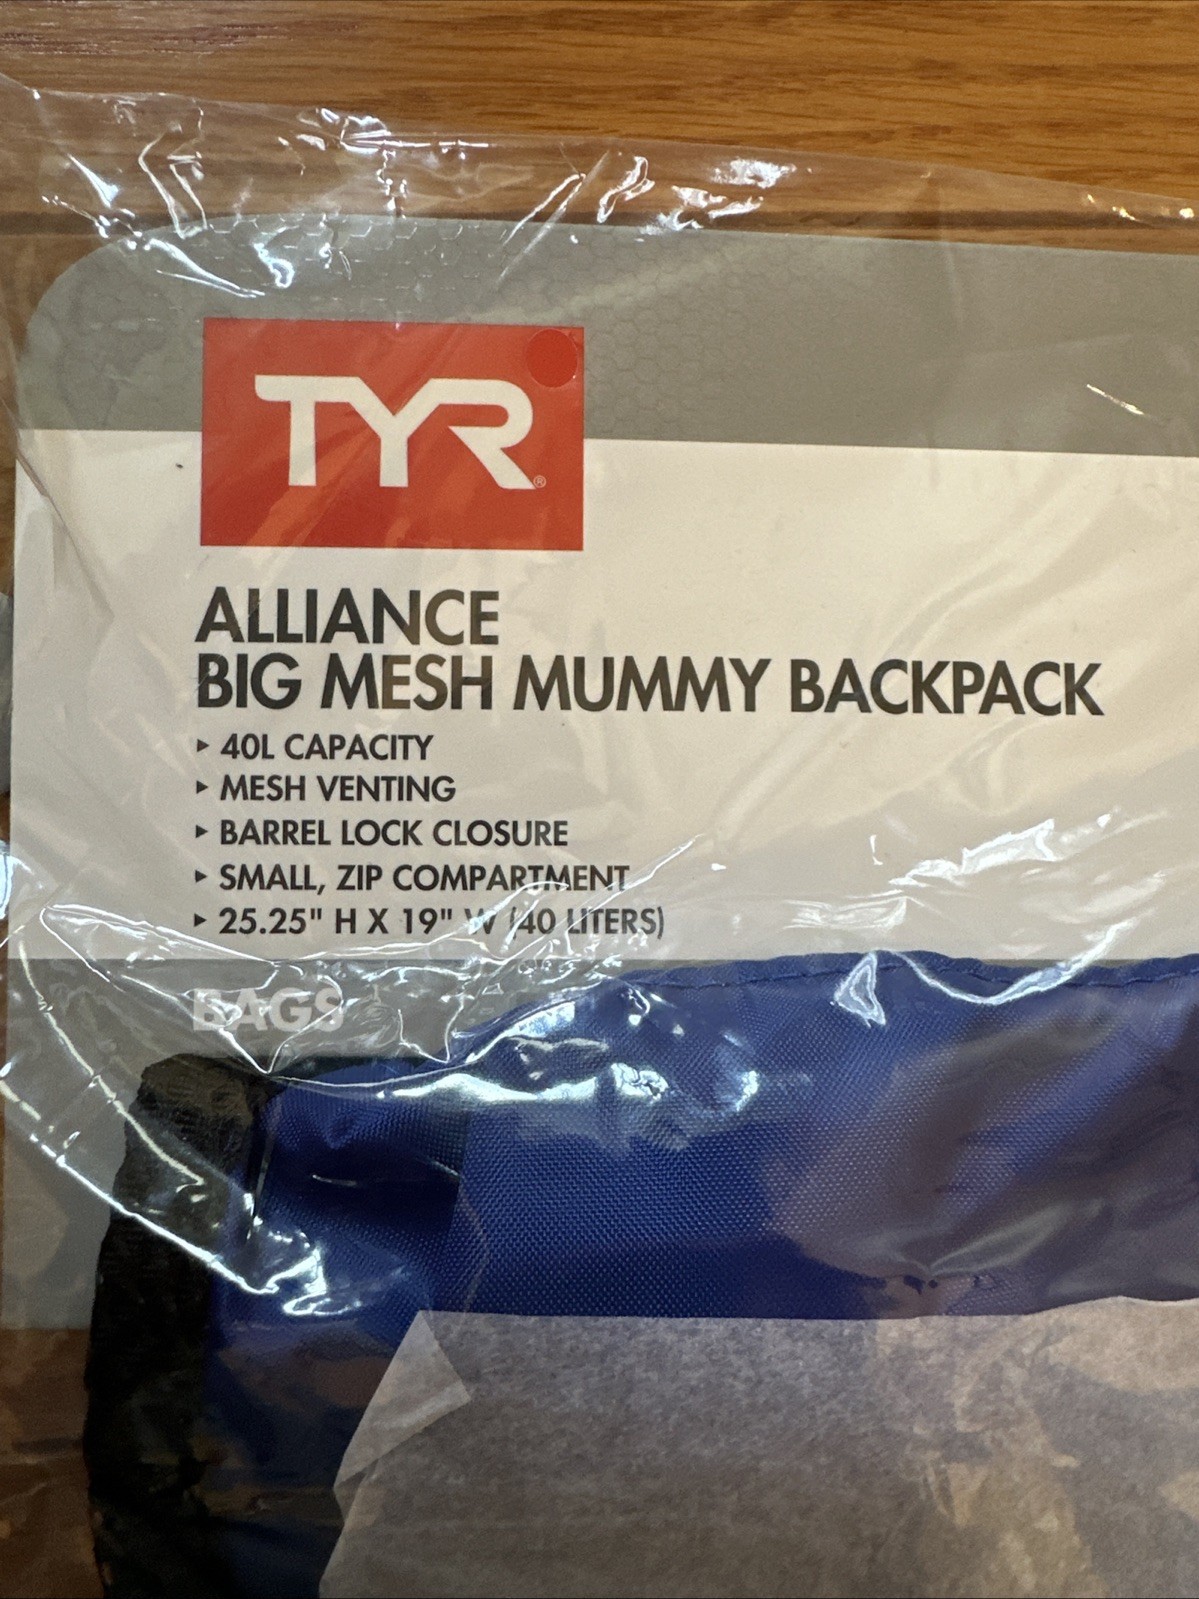 TYR®
ALLIANCE
BIG MESH MUMMY BACKPACK
▸ 40L CAPACITY
▸ MESH VENTING
▸ BARREL LOCK CLOSURE
▸ SMALL, ZIP COMPARTMENT
▸ 25.25" H X 19" W (40 LITERS)
BAGS